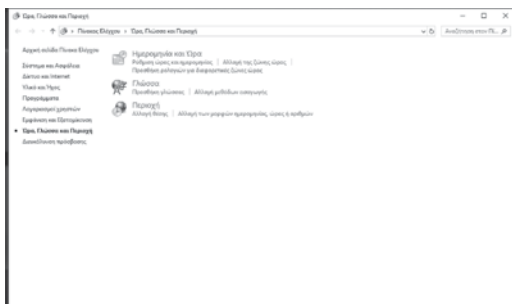 Ώρα, Γλώσσα και Περιοχή
Πίνακας Ελέγχου › Ώρα, Γλώσσα και Περιοχή
Αναζήτηση στον Π...
Αρχική σελίδα Πίνακα Ελέγχου
Σύστημα και Ασφάλεια
Δίκτυο και Internet
Υλικό και Ήχος
Προγράμματα
Λογαριασμοί χρηστών
Εμφάνιση και Εξατομίκευση
Ώρα, Γλώσσα και Περιοχή
Διευκόλυνση πρόσβασης
Ημερομηνία και Ώρα
Ρύθμιση ώρας και ημερομηνίας | Αλλαγή της ζώνης ώρας |
Προσθήκη ρολογιών για διαφορετικές ζώνες ώρας
Γλώσσα
Προσθήκη γλώσσας | Αλλαγή μεθόδων εισαγωγής
Περιοχή
Αλλαγή θέσης | Αλλαγή των μορφών ημερομηνίας, ώρας ή αριθμών